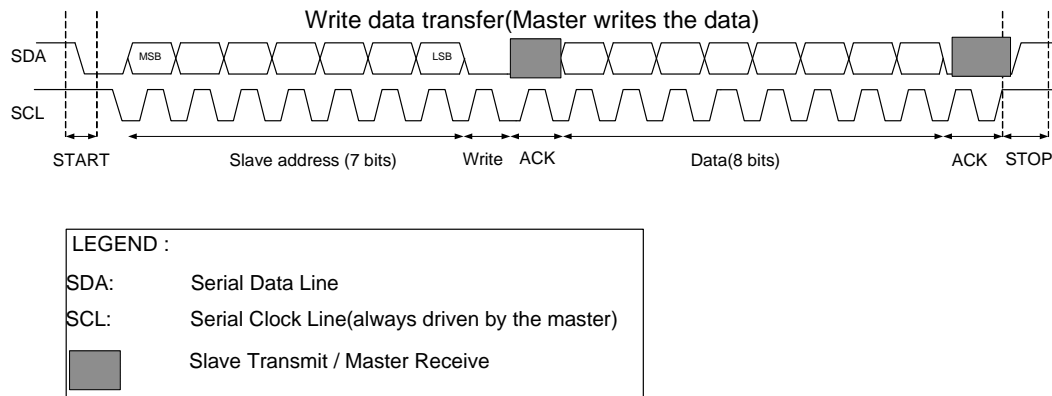 Write data transfer(Master writes the data)
SDA
MSB
LSB
SCL
START
Slave address (7 bits)
Write
ACK
Data(8 bits)
ACK
STOP
LEGEND :
SDA: Serial Data Line
SCL: Serial Clock Line(always driven by the master)
Slave Transmit / Master Receive